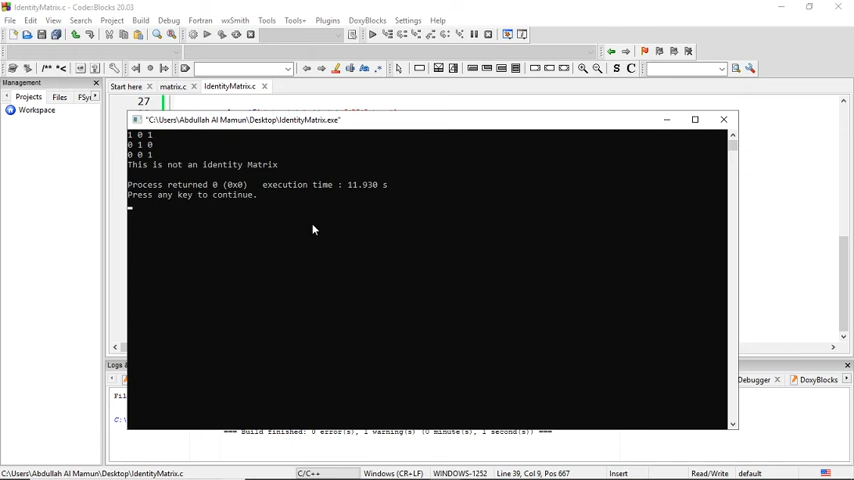 IdentityMatrix.c - Code::Blocks 20.03
File Edit View Search Project Build Debug Fortran wxSmith Tools Tools+ Plugins DoxyBlocks Settings Help
Management
Start here matrix.c IdentityMatrix.c
Projects Files FSy
27
Workspace
"C:\Users\Abdullah Al Mamun\Desktop\IdentityMatrix.exe"
1 0 1
0 1 0
0 0 1
This is not an identity Matrix
Process returned 0 (0x0) execution time : 11.930 s
Press any key to continue.
Logs &
Debugger DoxyBlocks
Fil
C:\
=== Build finished: 0 error(s), 1 warning(s) (0 minute(s), 1 second(s)) ===
C:\Users\Abdullah Al Mamun\Desktop\IdentityMatrix.c C/C++ Windows (CR+LF) WINDOWS-1252 Line 39, Col 9, Pos 667 Insert Read/Write default